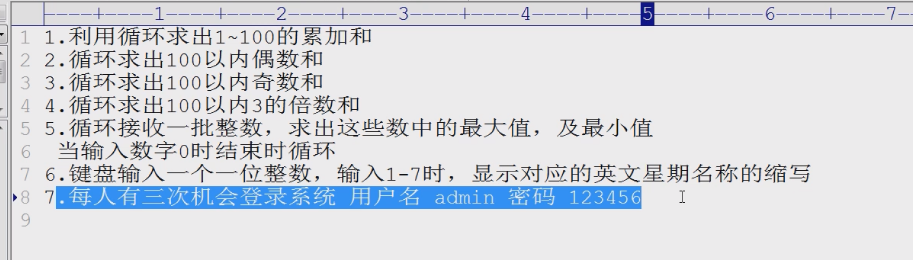 ----+----1----+----2----+----3----+----4----+----5----+----6----+----7--
1 1.利用循环求出1~100的累加和
2 2.循环求出100以内偶数和
3 3.循环求出100以内奇数和
4 4.循环求出100以内3的倍数和
5 5.循环接收一批整数，求出这些数中的最大值，及最小值
6 当输入数字0时结束时循环
7 6.键盘输入一个一位整数，输入1-7时，显示对应的英文星期名称的缩写
8 7.每人有三次机会登录系统 用户名 admin 密码 123456
9